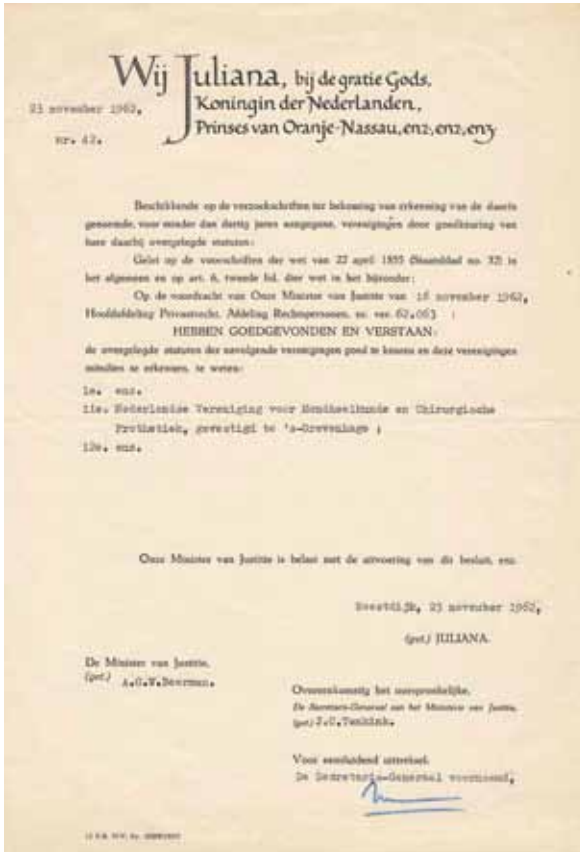 Wij Juliana, bij de gratie Gods,
Koningin der Nederlanden,
23 november 1962,
Prinses van Oranje-Nassau, enz, enz, enz
Nr. 42.
Beschikkende op de verzoekschriften ter bekoming van erkenning van de daarin
genoemde, voor minder dan dertig jaren aangegane, verenigingen door goedkeuring van
hare daarbij overgelegde statuten;
Gelet op de voorschriften der wet van 22 april 1855 (Staatsblad no. 32) in
het algemeen en op art. 6, tweede lid, dier wet in het bijzonder;
Op de voordracht van Onze Minister van Justitie van 16 november 1962,
Hoofdafdeling Privaatrecht, Afdeling Rechtspersonen, nr. ver. 62.063 ;
HEBBEN GOEDGEVONDEN EN VERSTAAN:
de overgelegde statuten der navolgende verenigingen goed te keuren en deze verenigingen
mitsdien te erkennen, te weten:
1e. enz.
11e. Nederlandse Vereniging voor Mondheelkunde en Chirurgische
Prothetiek, gevestigd te 's-Gravenhage ;
12e. enz.
Onze Minister van Justitie is belast met de uitvoering van dit besluit, enz.
Soestdijk, 23 november 1962,
(get.) JULIANA.
De Minister van Justitie,
(get.) A.C.W.Beerman.
Overeenkomstig het oorspronkelijke,
De Secretaris-Generaal van het Ministerie van Justitie,
(get.) J.C.Tenkink.
Voor eensluidend uittreksel,
De Secretaris-Generaal voornoemd,